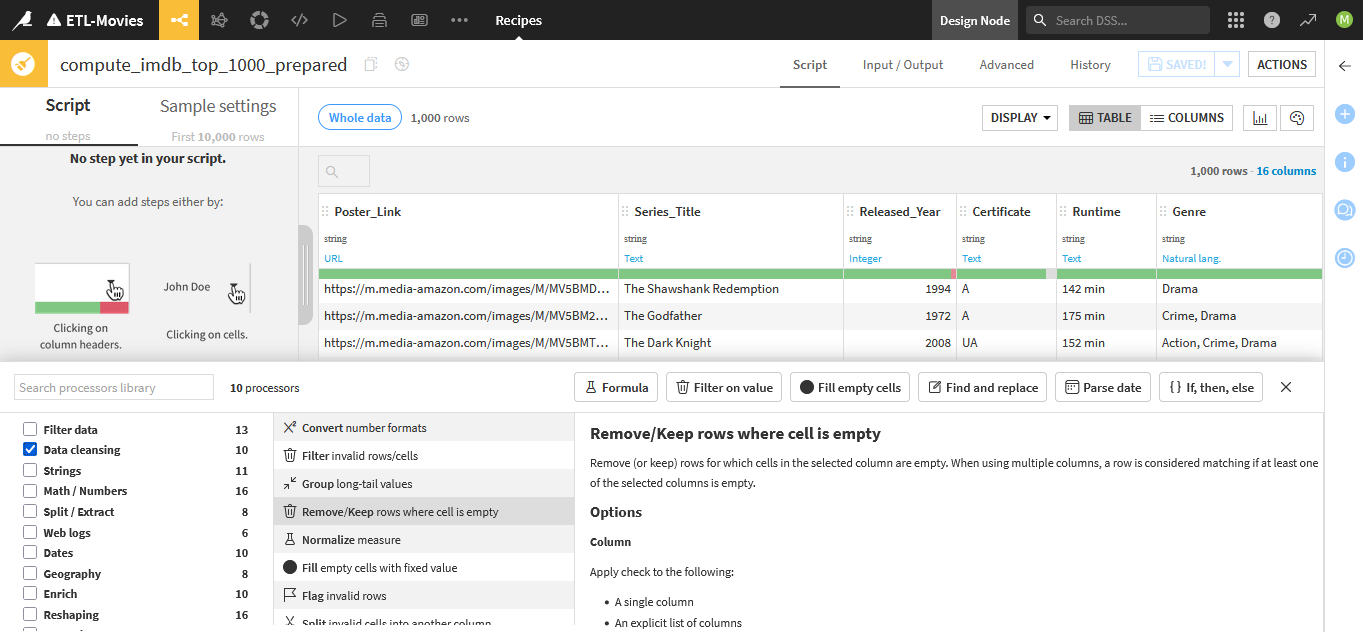 ETL-Movies
Recipes
Design Node
Search DSS...
M
compute_imdb_top_1000_prepared
Script
Input / Output
Advanced
History
SAVED!
ACTIONS
Script
no steps
Sample settings
First 10,000 rows
Whole data
1,000 rows
DISPLAY
TABLE
COLUMNS
No step yet in your script.
You can add steps either by:
John Doe
Clicking on
column headers.
Clicking on cells.
1,000 rows - 16 columns
Poster_Link Series_Title Released_Year Certificate Runtime Genre
string string string string string string
URL Text Integer Text Text Natural lang.
https://m.media-amazon.com/images/M/MV5BMD... The Shawshank Redemption 1994 A 142 min Drama
https://m.media-amazon.com/images/M/MV5BM2... The Godfather 1972 A 175 min Crime, Drama
https://m.media-amazon.com/images/M/MV5BMT... The Dark Knight 2008 UA 152 min Action, Crime, Drama
Search processors library
10 processors
Formula
Filter on value
Fill empty cells
Find and replace
Parse date
{} If, then, else
Filter data 13
Data cleansing 10
Strings 11
Math / Numbers 16
Split / Extract 8
Web logs 6
Dates 10
Geography 8
Enrich 10
Reshaping 16
Convert number formats
Filter invalid rows/cells
Group long-tail values
Remove/Keep rows where cell is empty
Normalize measure
Fill empty cells with fixed value
Flag invalid rows
Split invalid cells into another column
Remove/Keep rows where cell is empty
Remove (or keep) rows for which cells in the selected column are empty. When using multiple columns, a row is considered matching if at least one
of the selected columns is empty.
Options
Column
Apply check to the following:
• A single column
• An explicit list of columns